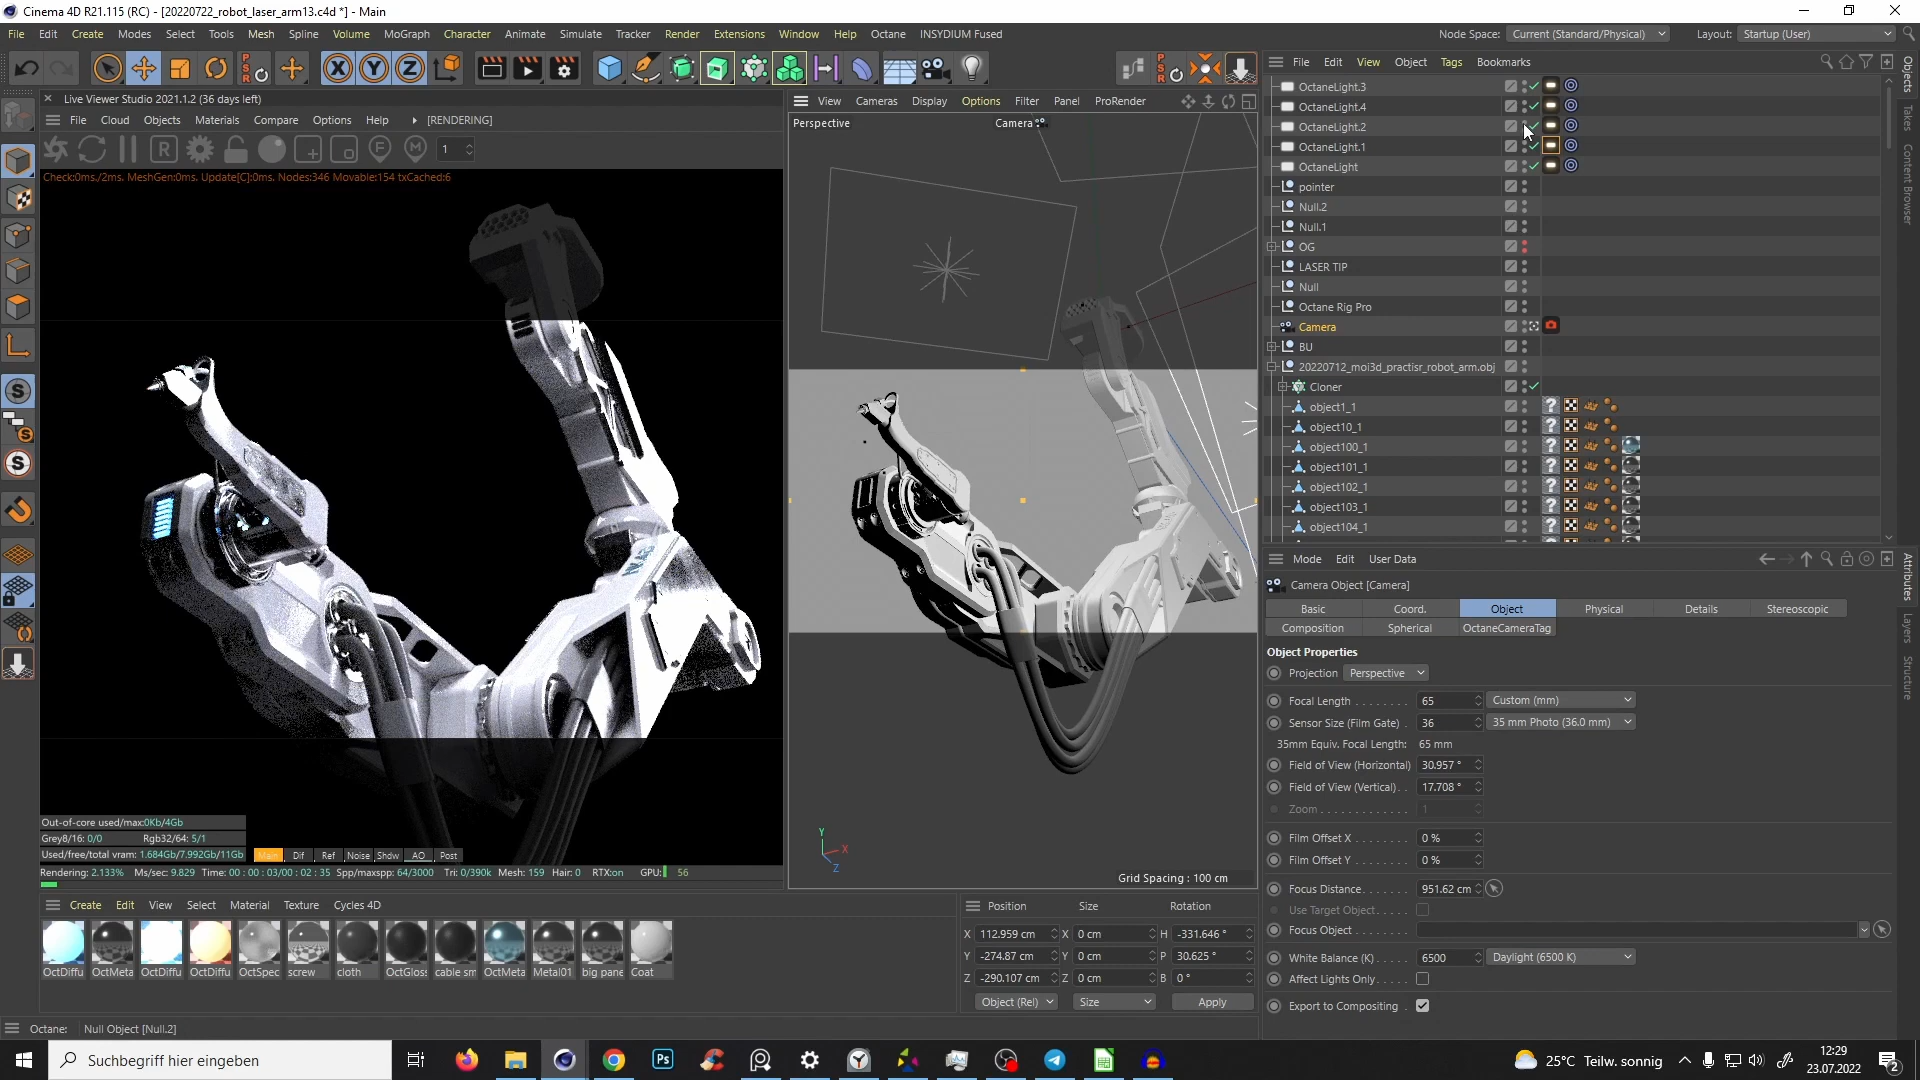 Cinema 4D R21.115 (RC) - [20220722_robot_laser_arm13.c4d *] - Main
File Edit Create Modes Select Tools Mesh Spline Volume MoGraph Character Animate Simulate Tracker Render Extensions Window Help Octane INSYDIUM Fused
Node Space: Current (Standard/Physical) Layout: Startup (User)
PSR
X Y Z
PSR
Live Viewer Studio 2021.1.2 (36 days left)
File Cloud Objects Materials Compare Options Help [RENDERING]
R F M 1
Check:0ms./2ms. MeshGen:0ms. Update[C]:0ms. Nodes:346 Movable:154 txCached:6
Out-of-core used/max:0Kb/4Gb
Grey8/16: 0/0 Rgb32/64: 5/1
Used/free/total vram: 1.684Gb/7.992Gb/11Gb
Main Dif Ref Noise Shdw AO Post
Rendering: 2.133% Ms/sec: 9.829 Time: 00 : 00 : 03/00 : 02 : 35 Spp/maxspp: 64/3000 Tri: 0/390k Mesh: 159 Hair: 0 RTX:on GPU: 56
View Cameras Display Options Filter Panel ProRender
Perspective
Camera
Y
X
Z
Grid Spacing : 100 cm
File Edit View Object Tags Bookmarks
OctaneLight.3
OctaneLight.4
OctaneLight.2
OctaneLight.1
OctaneLight
pointer
Null.2
Null.1
OG
LASER TIP
Null
Octane Rig Pro
Camera
BU
20220712_moi3d_practisr_robot_arm.obj
Cloner
object1_1
object10_1
object100_1
object101_1
object102_1
object103_1
object104_1
Objects
Takes
Content Browser
Attributes
Layers
Structure
Mode Edit User Data
Camera Object [Camera]
Basic Coord. Object Physical Details Stereoscopic
Composition Spherical OctaneCameraTag
Object Properties
Projection Perspective
Focal Length . . . . . . . . 65 Custom (mm)
Sensor Size (Film Gate) . 36 35 mm Photo (36.0 mm)
35mm Equiv. Focal Length: 65 mm
Field of View (Horizontal) 30.957 °
Field of View (Vertical) . . 17.708 °
Zoom . . . . . . . . . . . . . 1
Film Offset X . . . . . . . . 0 %
Film Offset Y . . . . . . . . 0 %
Focus Distance. . . . . . . 951.62 cm
Use Target Object. . . . .
Focus Object . . . . . . . .
White Balance (K) . . . . . 6500 Daylight (6500 K)
Affect Lights Only. . . . .
Export to Compositing .
Create Edit View Select Material Texture Cycles 4D
OctDiffu OctMeta OctDiffu OctDiffu OctSpec screw cloth OctGloss cable sm OctMeta Metal01 big pane Coat
Position Size Rotation
X 112.959 cm X 0 cm H -331.646 °
Y -274.87 cm Y 0 cm P 30.625 °
Z -290.107 cm Z 0 cm B 0 °
Object (Rel) Size Apply
Octane: Null Object [Null.2]
Suchbegriff hier eingeben
Ps
25°C Teilw. sonnig
12:29
23.07.2022
2